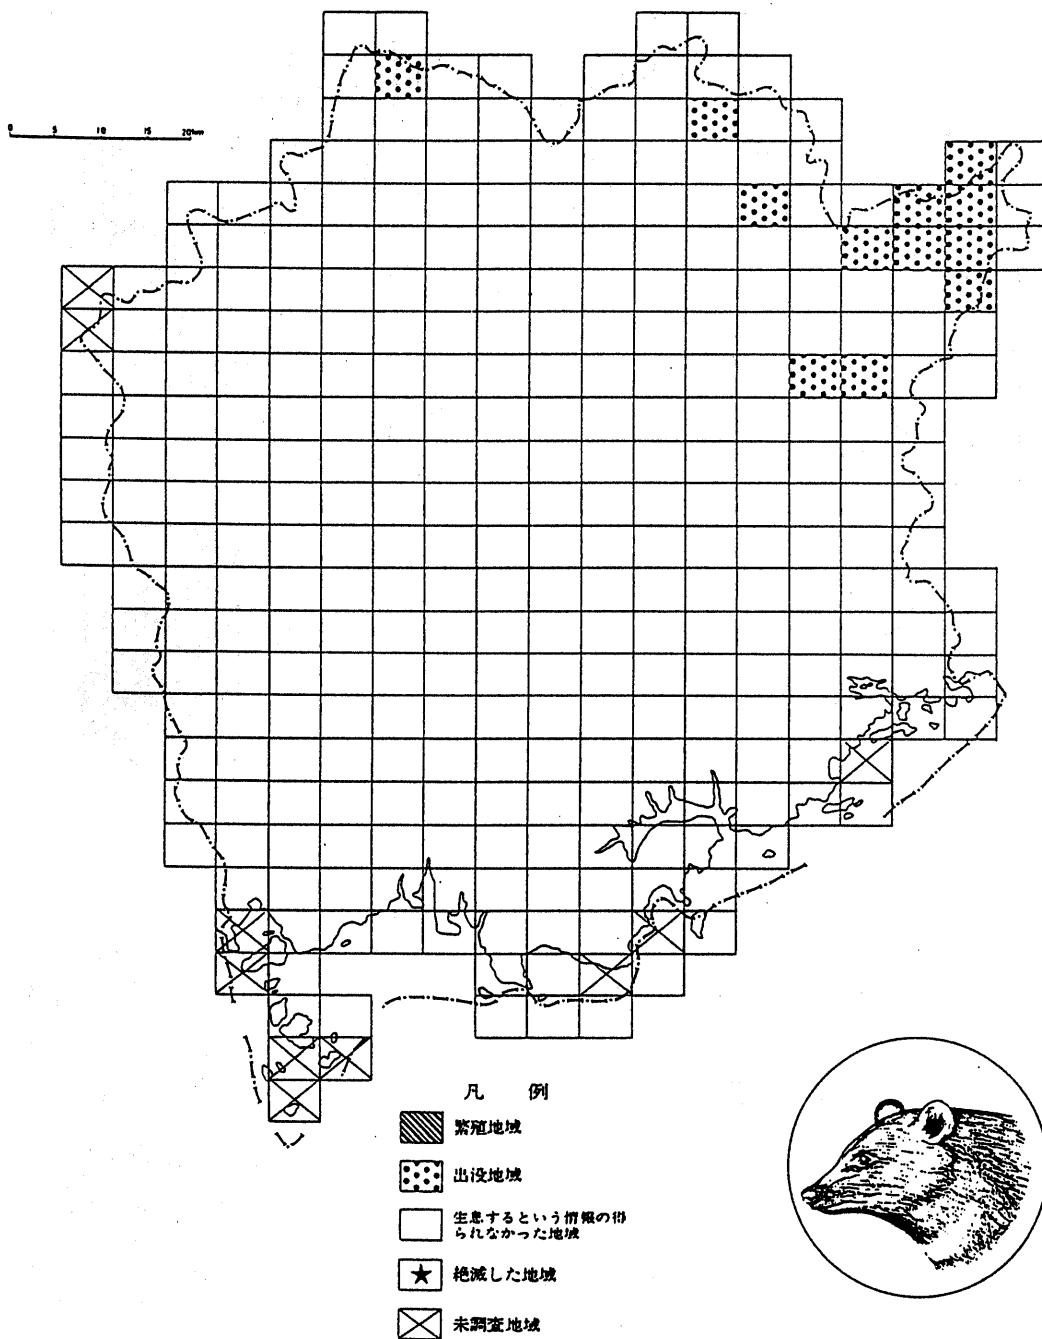 0 5 10 15 20km
凡 例
繁殖地域
出没地域
生息するという情報の得
られなかった地域
絶滅した地域
未調査地域